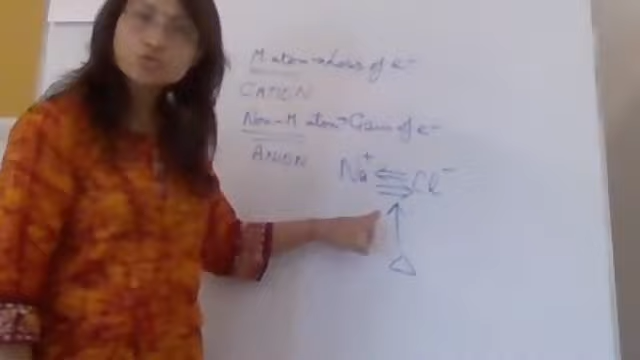 M atom → Loss of e⁻
CATION
Non-M atom → Gain of e⁻
ANION
Na⁺ ⇌ Cl⁻